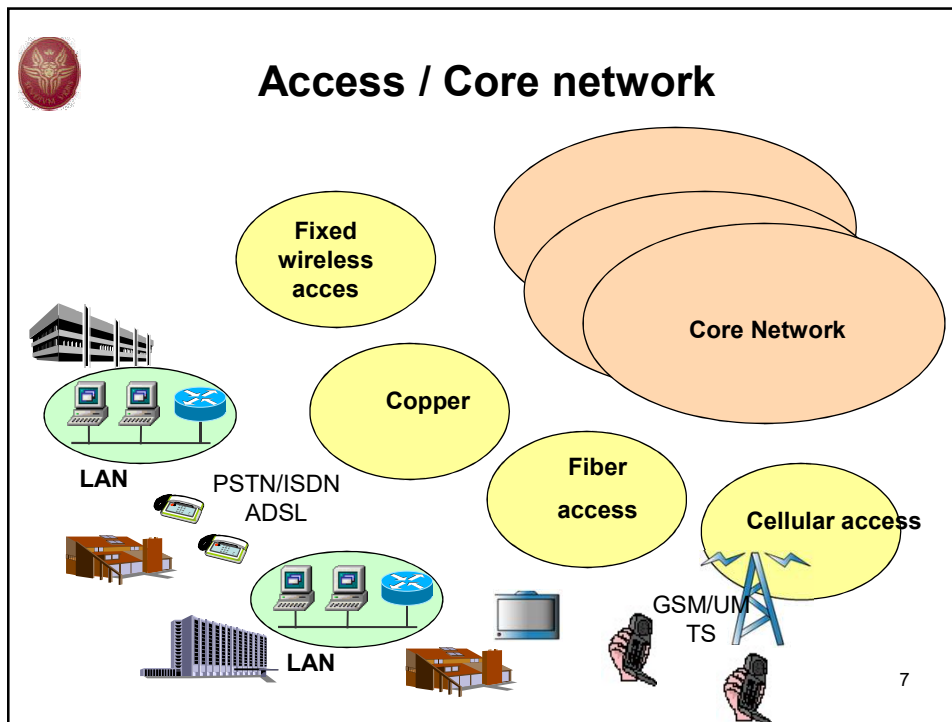 Access / Core network
Fixed
wireless
acces
Core Network
Copper
LAN
PSTN/ISDN
ADSL
Fiber
access
Cellular access
GSM/UM
TS
LAN
7